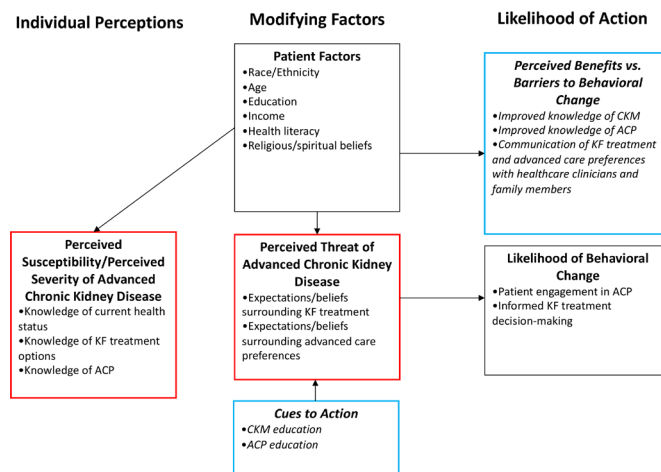 Individual Perceptions
Modifying Factors
Likelihood of Action
Patient Factors
•Race/Ethnicity
•Age
•Education
•Income
•Health literacy
•Religious/spiritual beliefs
Perceived Benefits vs.
Barriers to Behavioral
Change
•Improved knowledge of CKM
•Improved knowledge of ACP
•Communication of KF treatment
and advanced care preferences
with healthcare clinicians and
family members
Perceived
Susceptibility/Perceived
Severity of Advanced
Chronic Kidney Disease
•Knowledge of current health
status
•Knowledge of KF treatment
options
•Knowledge of ACP
Perceived Threat of
Advanced Chronic Kidney
Disease
•Expectations/beliefs
surrounding KF treatment
•Expectations/beliefs
surrounding advanced care
preferences
Likelihood of Behavioral
Change
•Patient engagement in ACP
•Informed KF treatment
decision-making
Cues to Action
•CKM education
•ACP education